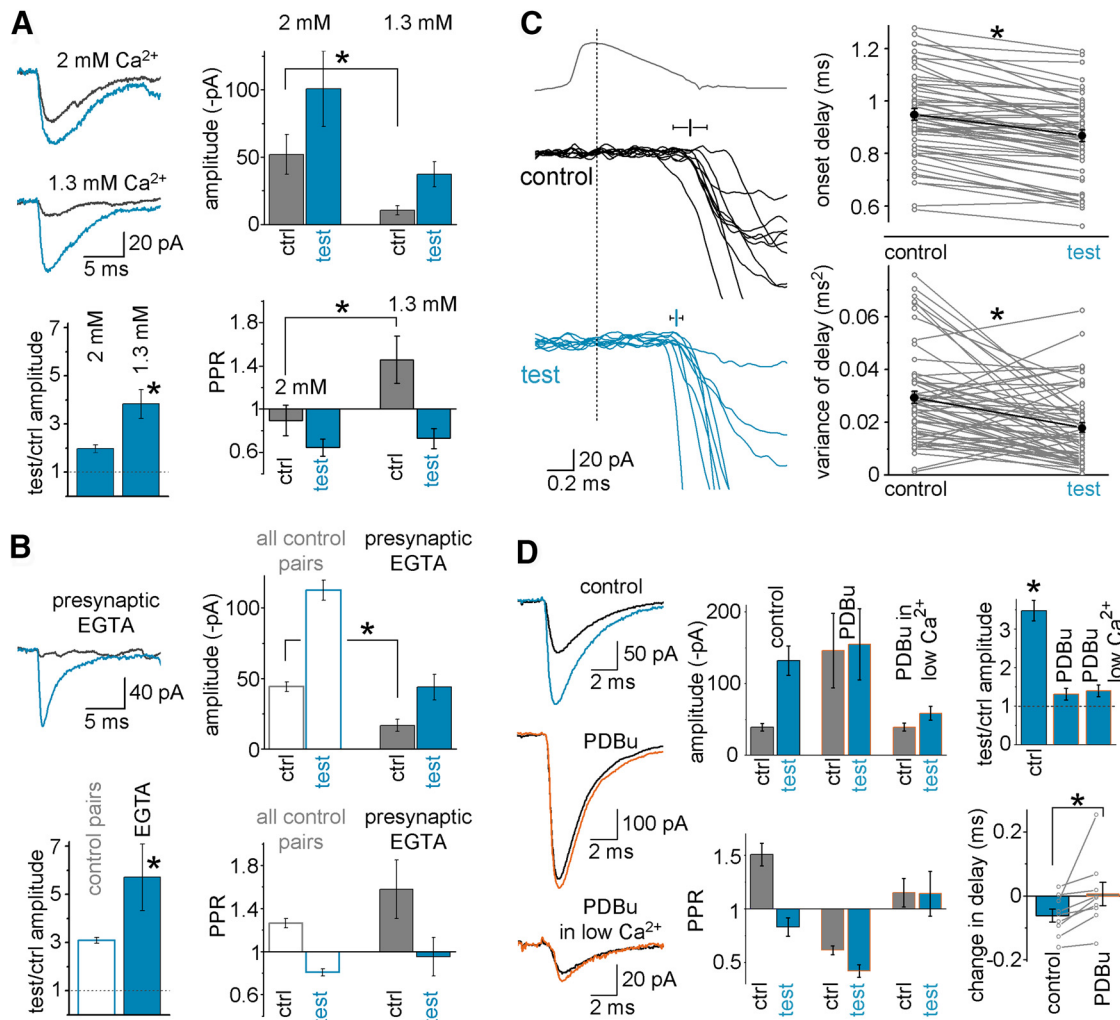 A
2 mM Ca²⁺
1.3 mM Ca²⁺
20 pA
5 ms
2 mM
1.3 mM
amplitude (-pA)
100
50
0
*
ctrl
test
ctrl
test
test/ctrl amplitude
7
5
3
1
2 mM
1.3 mM
*
PPR
1.8
1.4
1
0.6
2 mM
1.3 mM
*
ctrl
test
ctrl
test
B
presynaptic
EGTA
40 pA
5 ms
all control
pairs
presynaptic
EGTA
amplitude (-pA)
100
50
0
*
ctrl
test
ctrl
test
test/ctrl amplitude
7
5
3
1
control pairs
EGTA
*
all control
pairs
presynaptic
EGTA
PPR
1.8
1.4
1
0.6
ctrl
test
ctrl
test
C
control
test
20 pA
0.2 ms
onset delay (ms)
1.2
1
0.8
0.6
*
control
test
variance of delay (ms²)
0.06
0.04
0.02
0
*
control
test
D
control
50 pA
2 ms
PDBu
100 pA
2 ms
PDBu
in low Ca²⁺
20 pA
2 ms
amplitude (-pA)
200
100
0
control
PDBu
PDBu in
low Ca²⁺
ctrl
test
ctrl
test
ctrl
test
test/ctrl amplitude
4
3
2
1
0
*
PDBu
PDBu
low Ca²⁺
ctrl
PPR
1.5
1
0.5
ctrl
test
ctrl
test
ctrl
test
change in delay (ms)
0.2
0
-0.2
*
control
PDBu